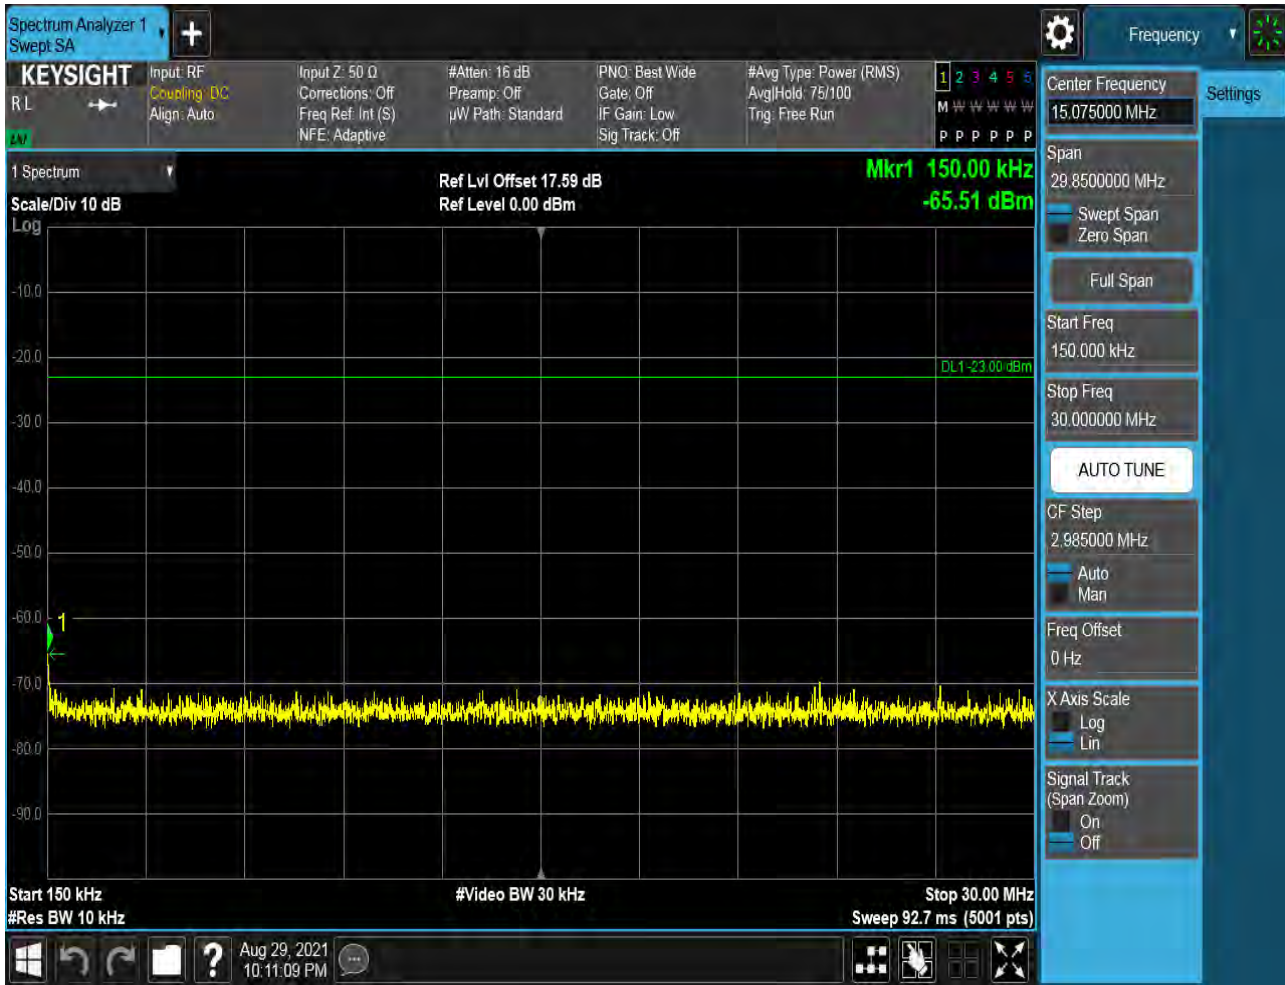 Spectrum Analyzer 1
Swept SA
+
Frequency
KEYSIGHT
R L
LNI
Input: RF
Coupling: DC
Align: Auto
Input Z: 50 Ω
Corrections: Off
Freq Ref: Int (S)
NFE: Adaptive
#Atten: 16 dB
Preamp: Off
µW Path: Standard
PNO: Best Wide
Gate: Off
IF Gain: Low
Sig Track: Off
#Avg Type: Power (RMS)
Avg|Hold: 75/100
Trig: Free Run
1 2 3 4 5 6
M W W W W W
P P P P P P
1 Spectrum
Scale/Div 10 dB
Log
Ref Lvl Offset 17.59 dB
Ref Level 0.00 dBm
Mkr1 150.00 kHz
-65.51 dBm
-10.0
-20.0
DL1 -23.00 dBm
-30.0
-40.0
-50.0
-60.0
1
-70.0
-80.0
-90.0
Start 150 kHz
#Video BW 30 kHz
Stop 30.00 MHz
#Res BW 10 kHz
Sweep 92.7 ms (5001 pts)
?
Aug 29, 2021
10:11:09 PM
Center Frequency
15.075000 MHz
Settings
Span
29.8500000 MHz
Swept Span
Zero Span
Full Span
Start Freq
150.000 kHz
Stop Freq
30.000000 MHz
AUTO TUNE
CF Step
2.985000 MHz
Auto
Man
Freq Offset
0 Hz
X Axis Scale
Log
Lin
Signal Track
(Span Zoom)
On
Off